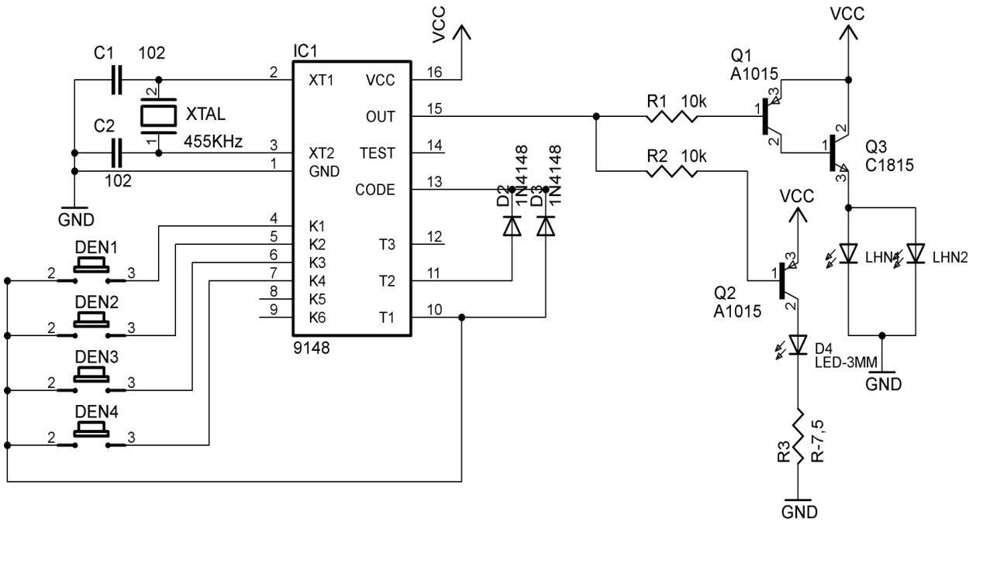 VCC
VCC
C1 102
IC1
Q1
A1015
2 XT1 VCC 16
2
XTAL
3
1 R1 10k
OUT 15
C2
1
455KHz
3 XT2 TEST 14
1 GND
102
2
2
1
Q3
C1815
3
R2 10k
CODE 13
D2
1N4148
D3
1N4148
GND
VCC
4 K1
5 K2 T3 12
6 K3
7 K4 T2 11
8 K5
9 K6 T1 10
9148
DEN1
2 3
DEN2
2 3
DEN3
2 3
DEN4
2 3
LHN2
3
1
Q2
A1015
2
D4
LED-3MM
GND
R3
R-7,5
GND